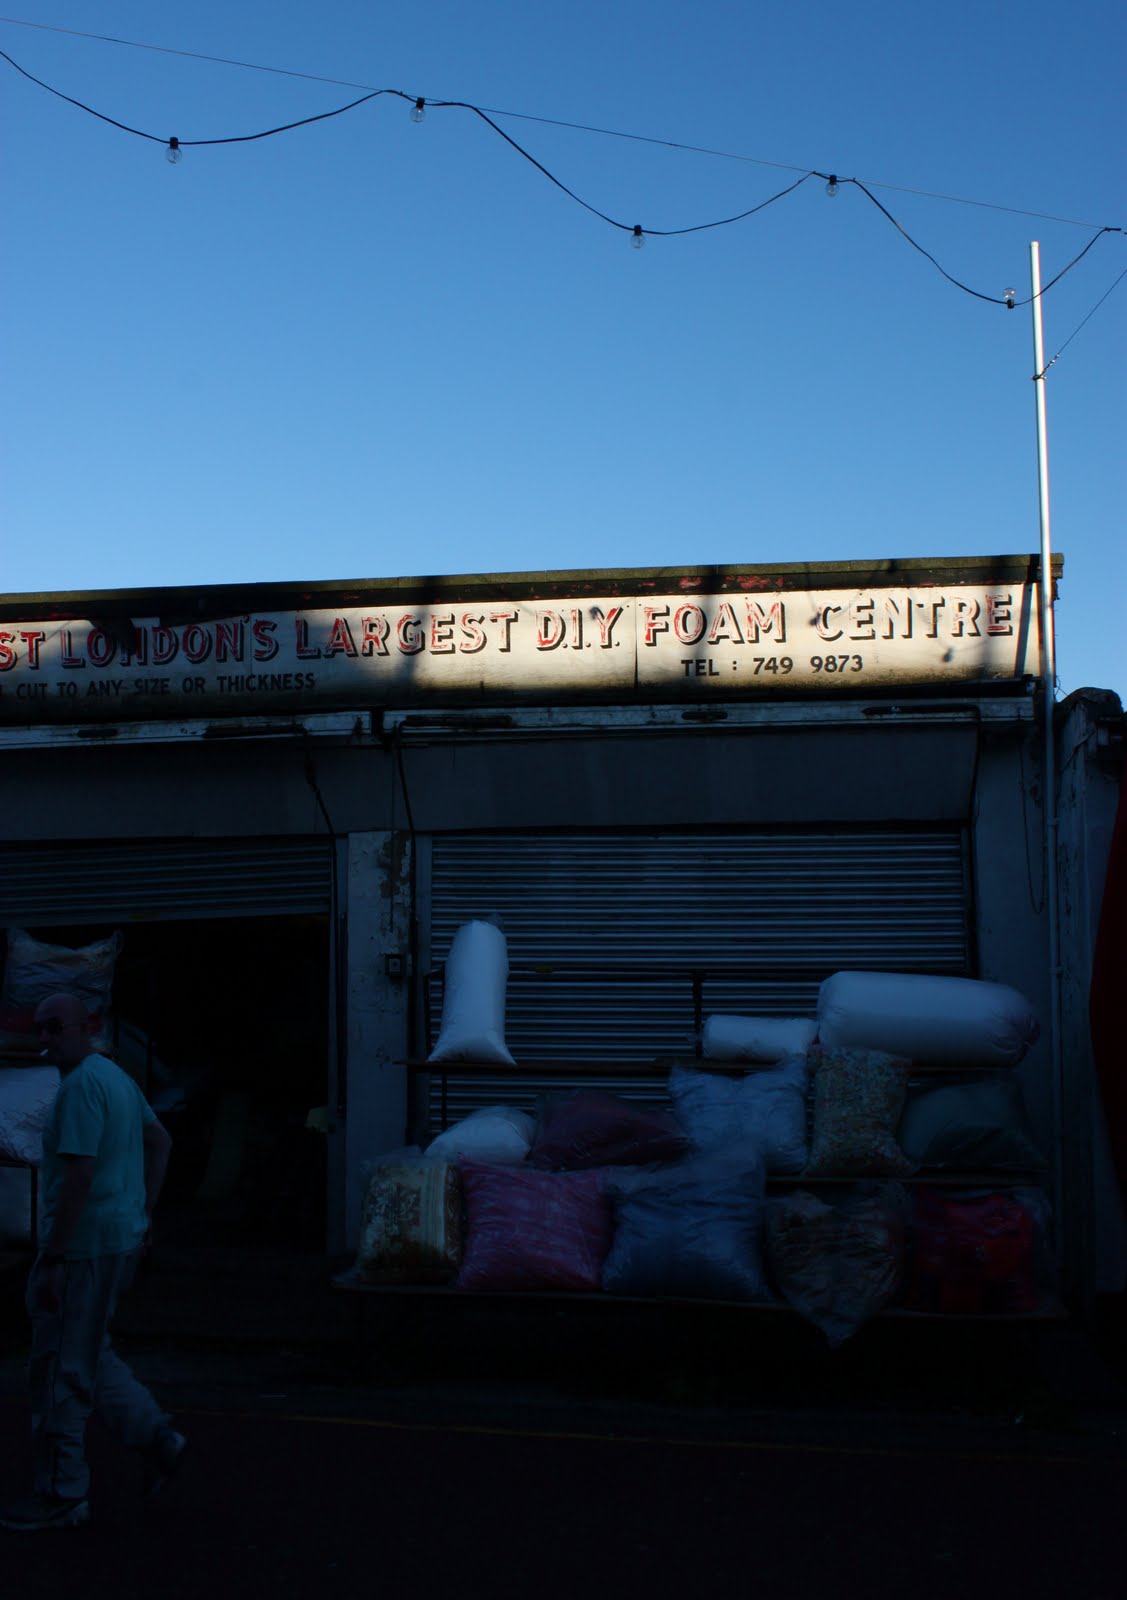 ST LONDON'S LARGEST D.I.Y. FOAM CENTRE
CUT TO ANY SIZE OR THICKNESS TEL : 749 9873